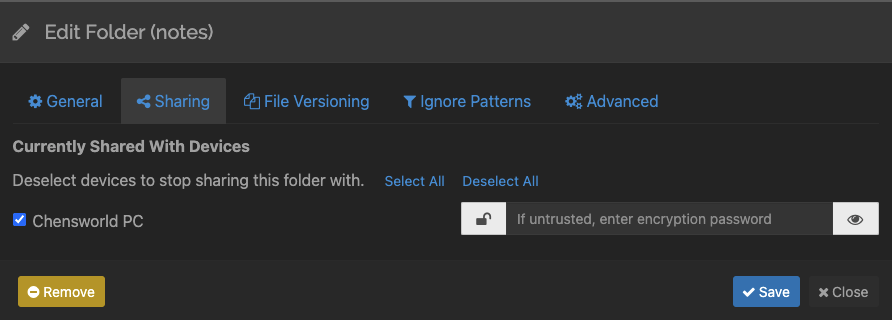 Edit Folder (notes)
General Sharing File Versioning Ignore Patterns Advanced
Currently Shared With Devices
Deselect devices to stop sharing this folder with. Select All Deselect All
Chensworld PC If untrusted, enter encryption password
Remove Save Close